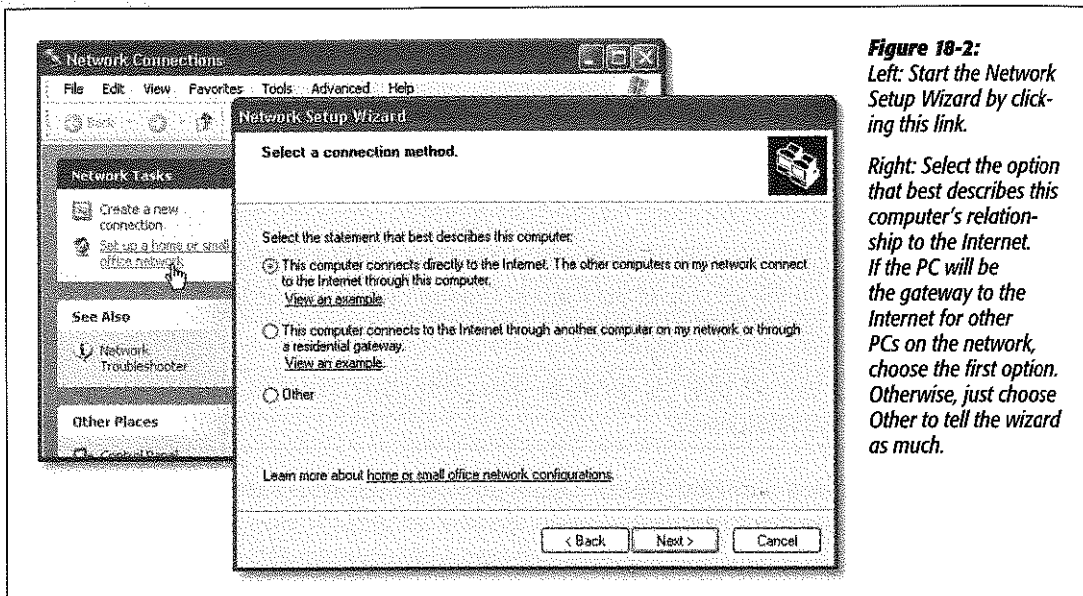 Network Connections
File Edit View Favorites Tools Advanced Help
Back
Network Tasks
Create a new
connection
Set up a home or small
office network
See Also
Network
Troubleshooter
Other Places
Control Panel
Network Setup Wizard
Select a connection method.
Select the statement that best describes this computer:
This computer connects directly to the Internet. The other computers on my network connect
to the Internet through this computer.
View an example.
This computer connects to the Internet through another computer on my network or through
a residential gateway.
View an example.
Other
Learn more about home or small office network configurations.
< Back Next > Cancel
Figure 18-2:
Left: Start the Network
Setup Wizard by click-
ing this link.
Right: Select the option
that best describes this
computer's relation-
ship to the Internet.
If the PC will be
the gateway to the
Internet for other
PCs on the network,
choose the first option.
Otherwise, just choose
Other to tell the wizard
as much.